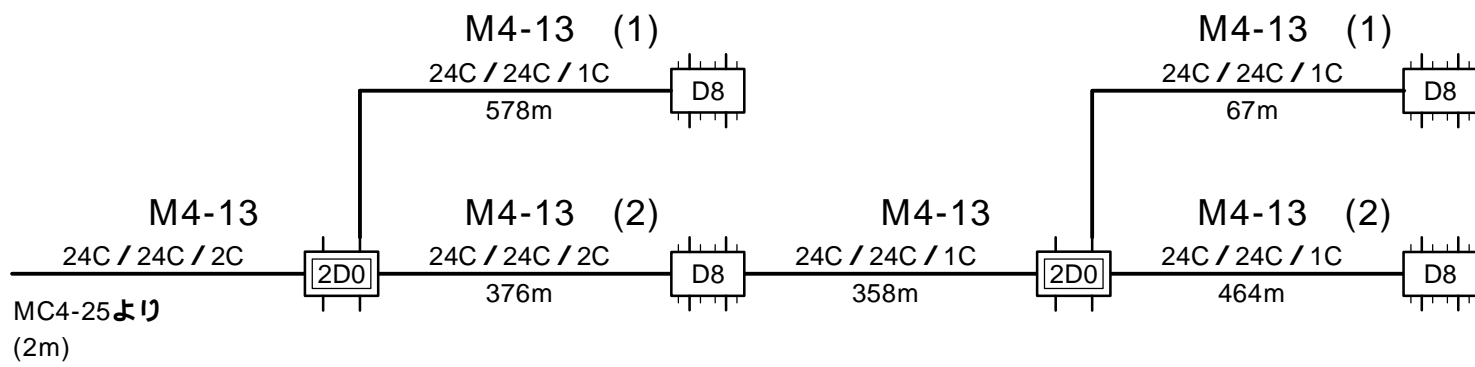 M4-13 (1)
24C / 24C / 1C
578m
D8
M4-13 (1)
24C / 24C / 1C
67m
D8
M4-13
24C / 24C / 2C
MC4-25より
(2m)
2D0
M4-13 (2)
24C / 24C / 2C
376m
D8
M4-13
24C / 24C / 1C
358m
2D0
M4-13 (2)
24C / 24C / 1C
464m
D8